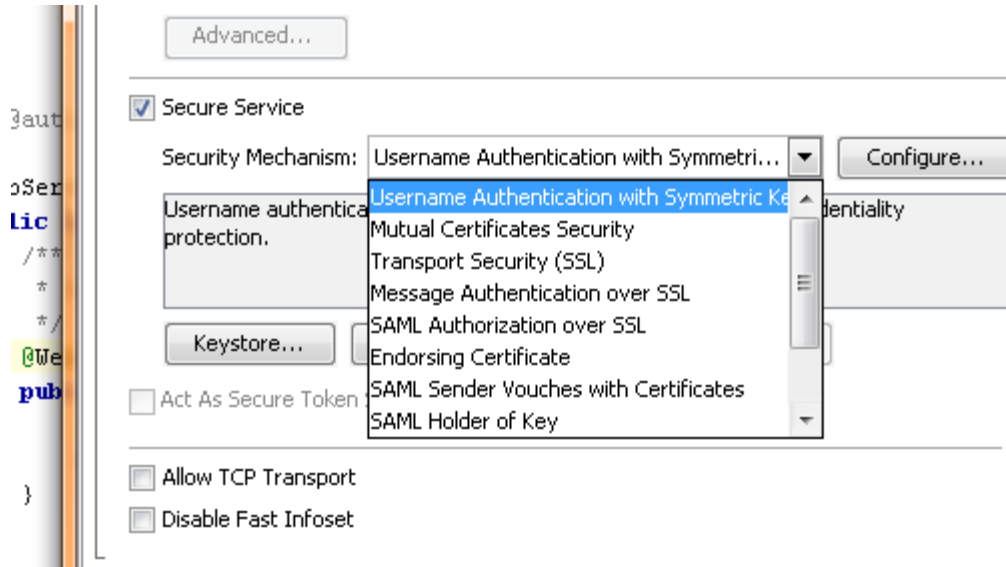 Advanced...
@aut
Secure Service
Security Mechanism: Username Authentication with Symmetri... Configure...
Username Authentication with Symmetric Ke
Mutual Certificates Security
Transport Security (SSL)
Message Authentication over SSL
SAML Authorization over SSL
Endorsing Certificate
SAML Sender Vouches with Certificates
SAML Holder of Key
Username authentica dentiality
protection.
lic
/**
*
*/
@We
pub
}
Keystore...
Act As Secure Token
Allow TCP Transport
Disable Fast Infoset